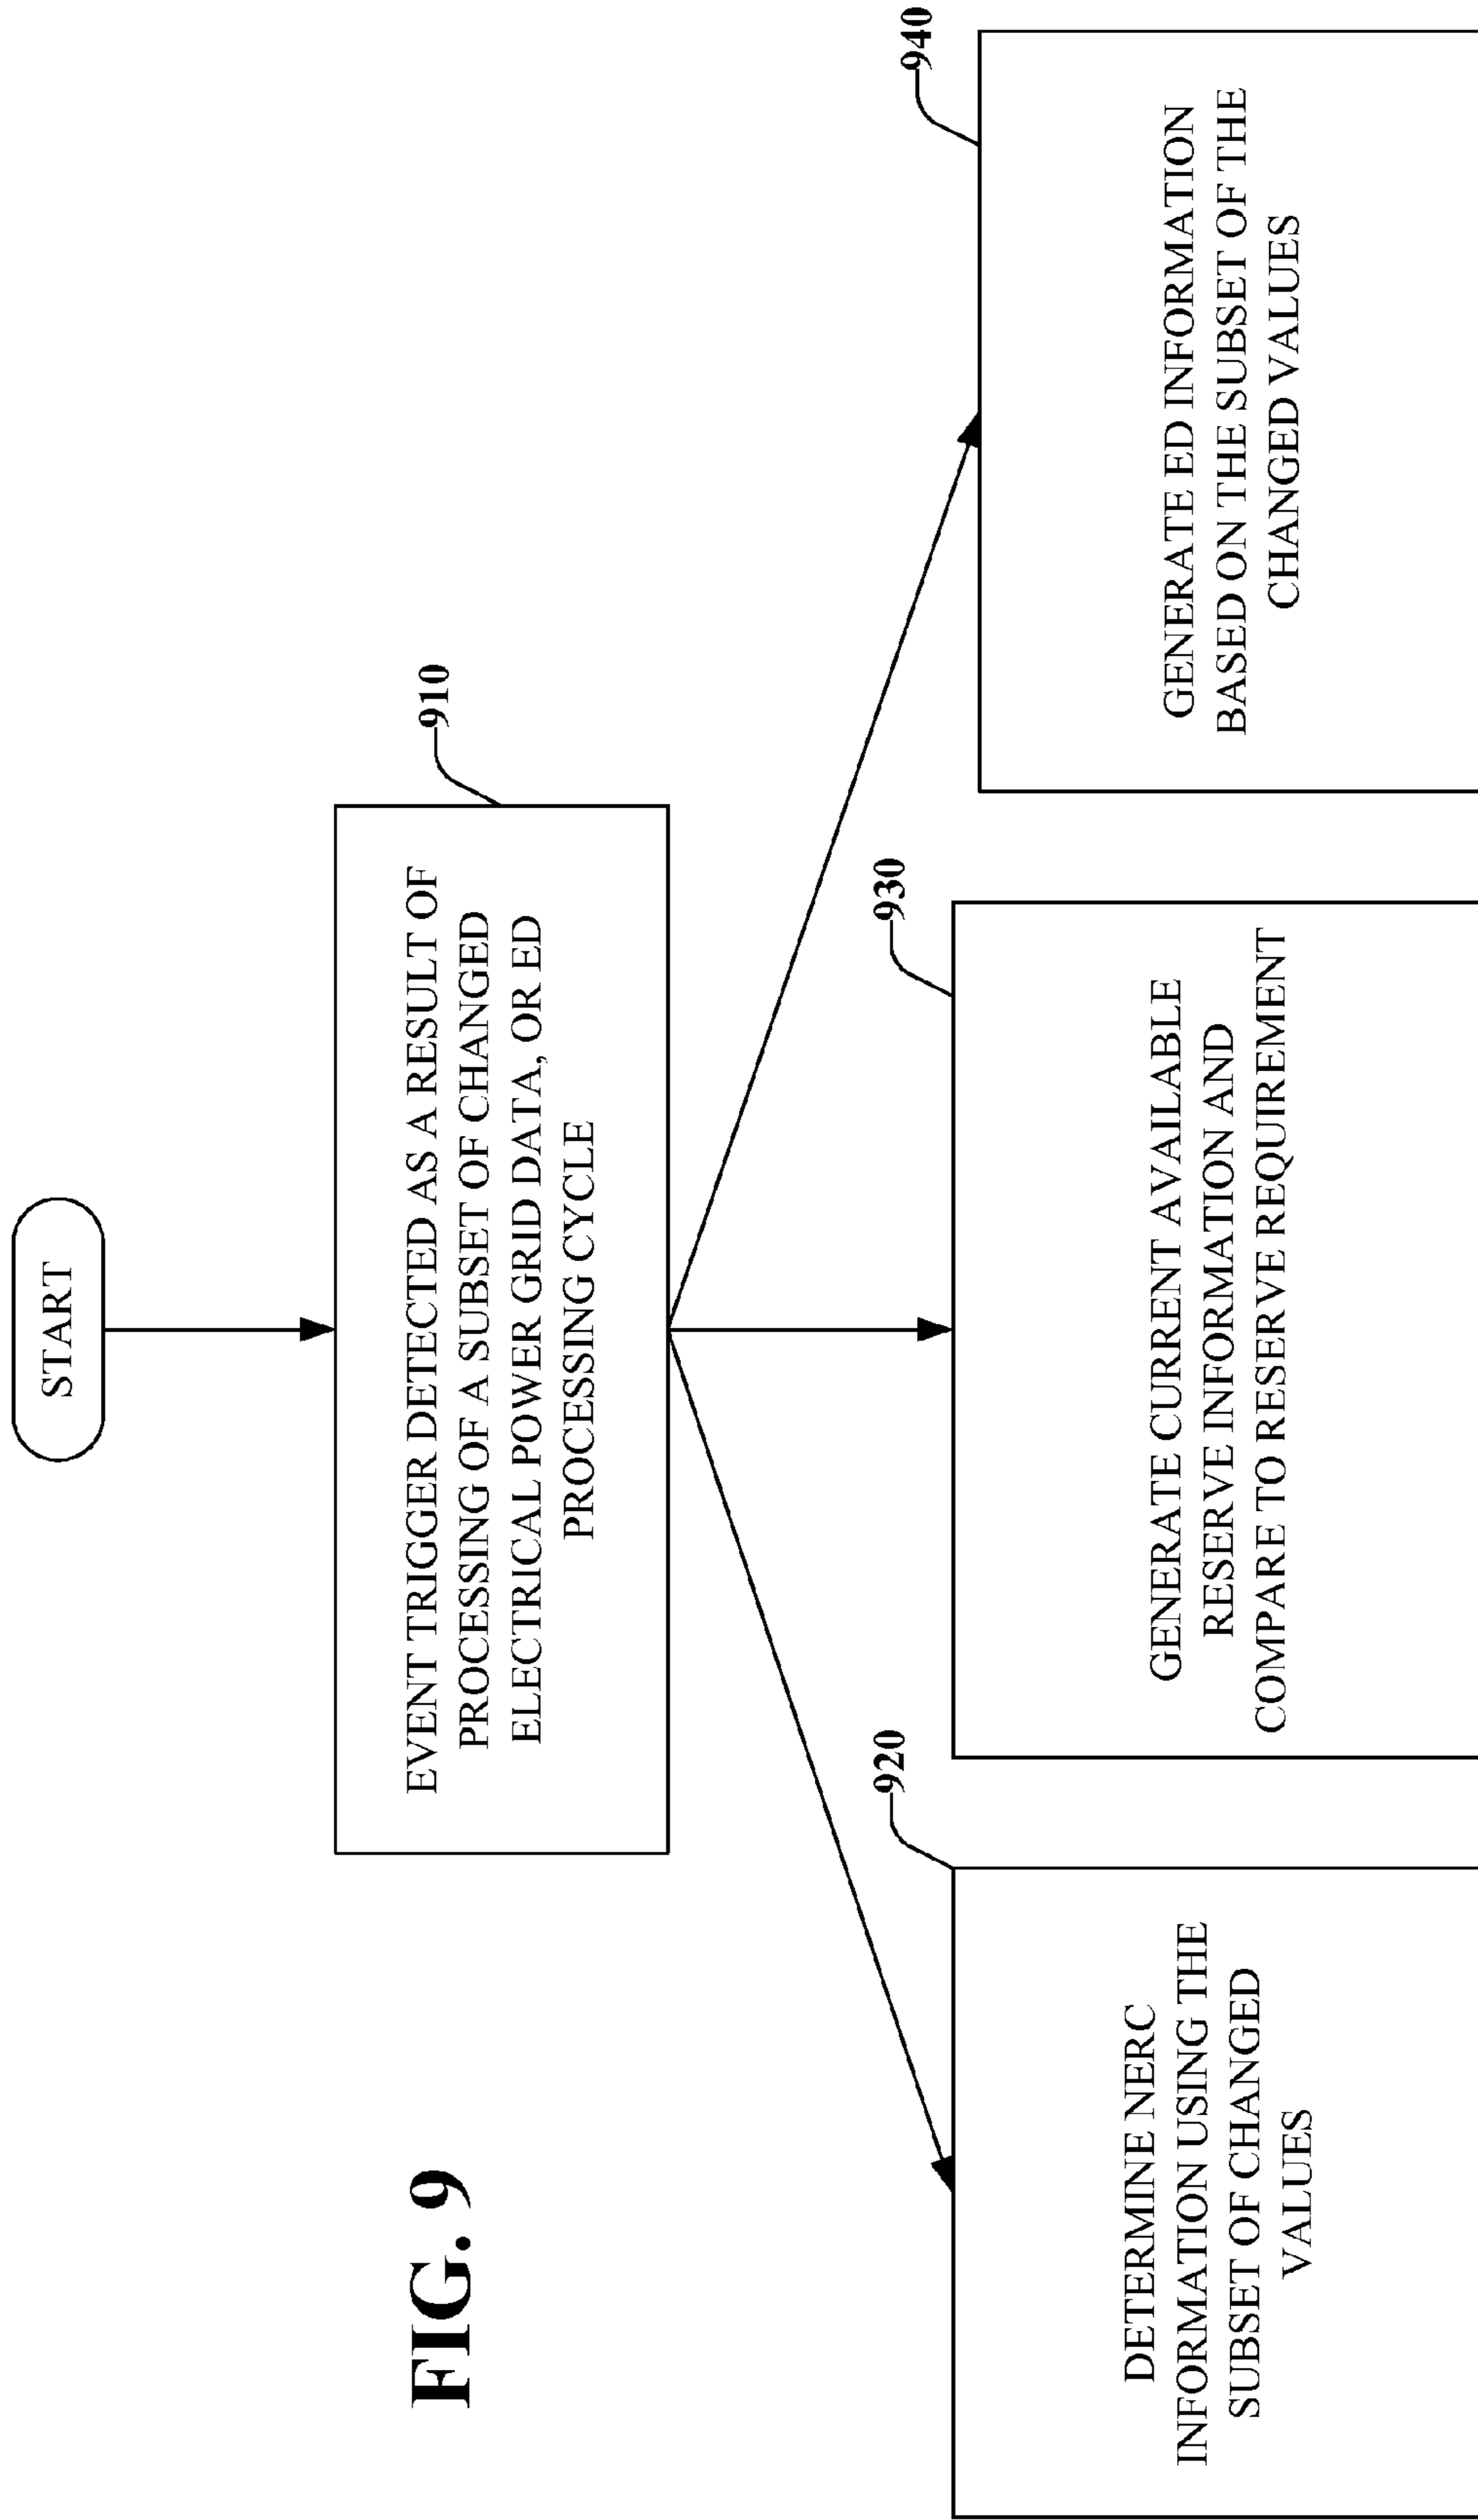 FIG. 9
START
910
EVENT TRIGGER DETECTED AS A RESULT OF
PROCESSING OF A SUBSET OF CHANGED
ELECTRICAL POWER GRID DATA, OR ED
PROCESSING CYCLE
920
DETERMINE NERC
INFORMATION USING THE
SUBSET OF CHANGED
VALUES
930
GENERATE CURRENT AVAILABLE
RESERVE INFORMATION AND
COMPARE TO RESERVE REQUIREMENT
940
GENERATE ED INFORMATION
BASED ON THE SUBSET OF THE
CHANGED VALUES